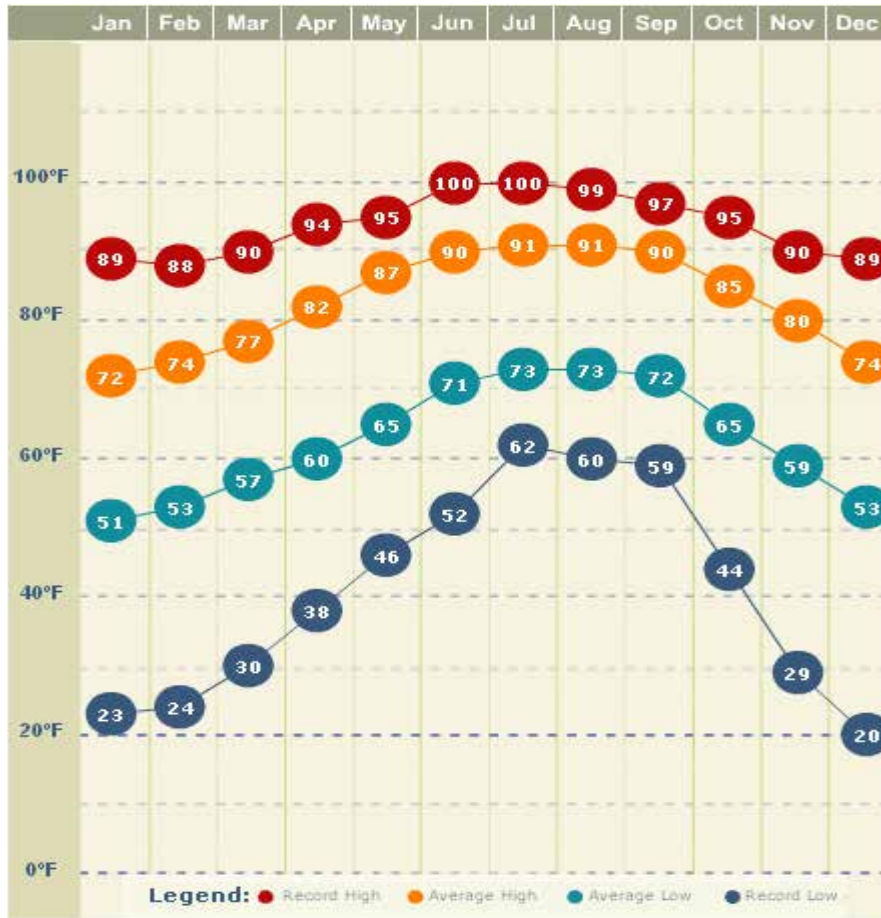 Jan Feb Mar Apr May Jun Jul Aug Sep Oct Nov Dec
100°F
100 100 99 97 95 95 94 90 90 89 88 89
80°F
91 91 90 90 87 85 82 80 77 74 74 72
73 73 72 71 65 65 60 59 57 53 53 51
60°F
62 60 59 52 46 44 38 30 29 24 23 20
40°F
20°F
0°F
Legend: Record High Average High Average Low Record Low